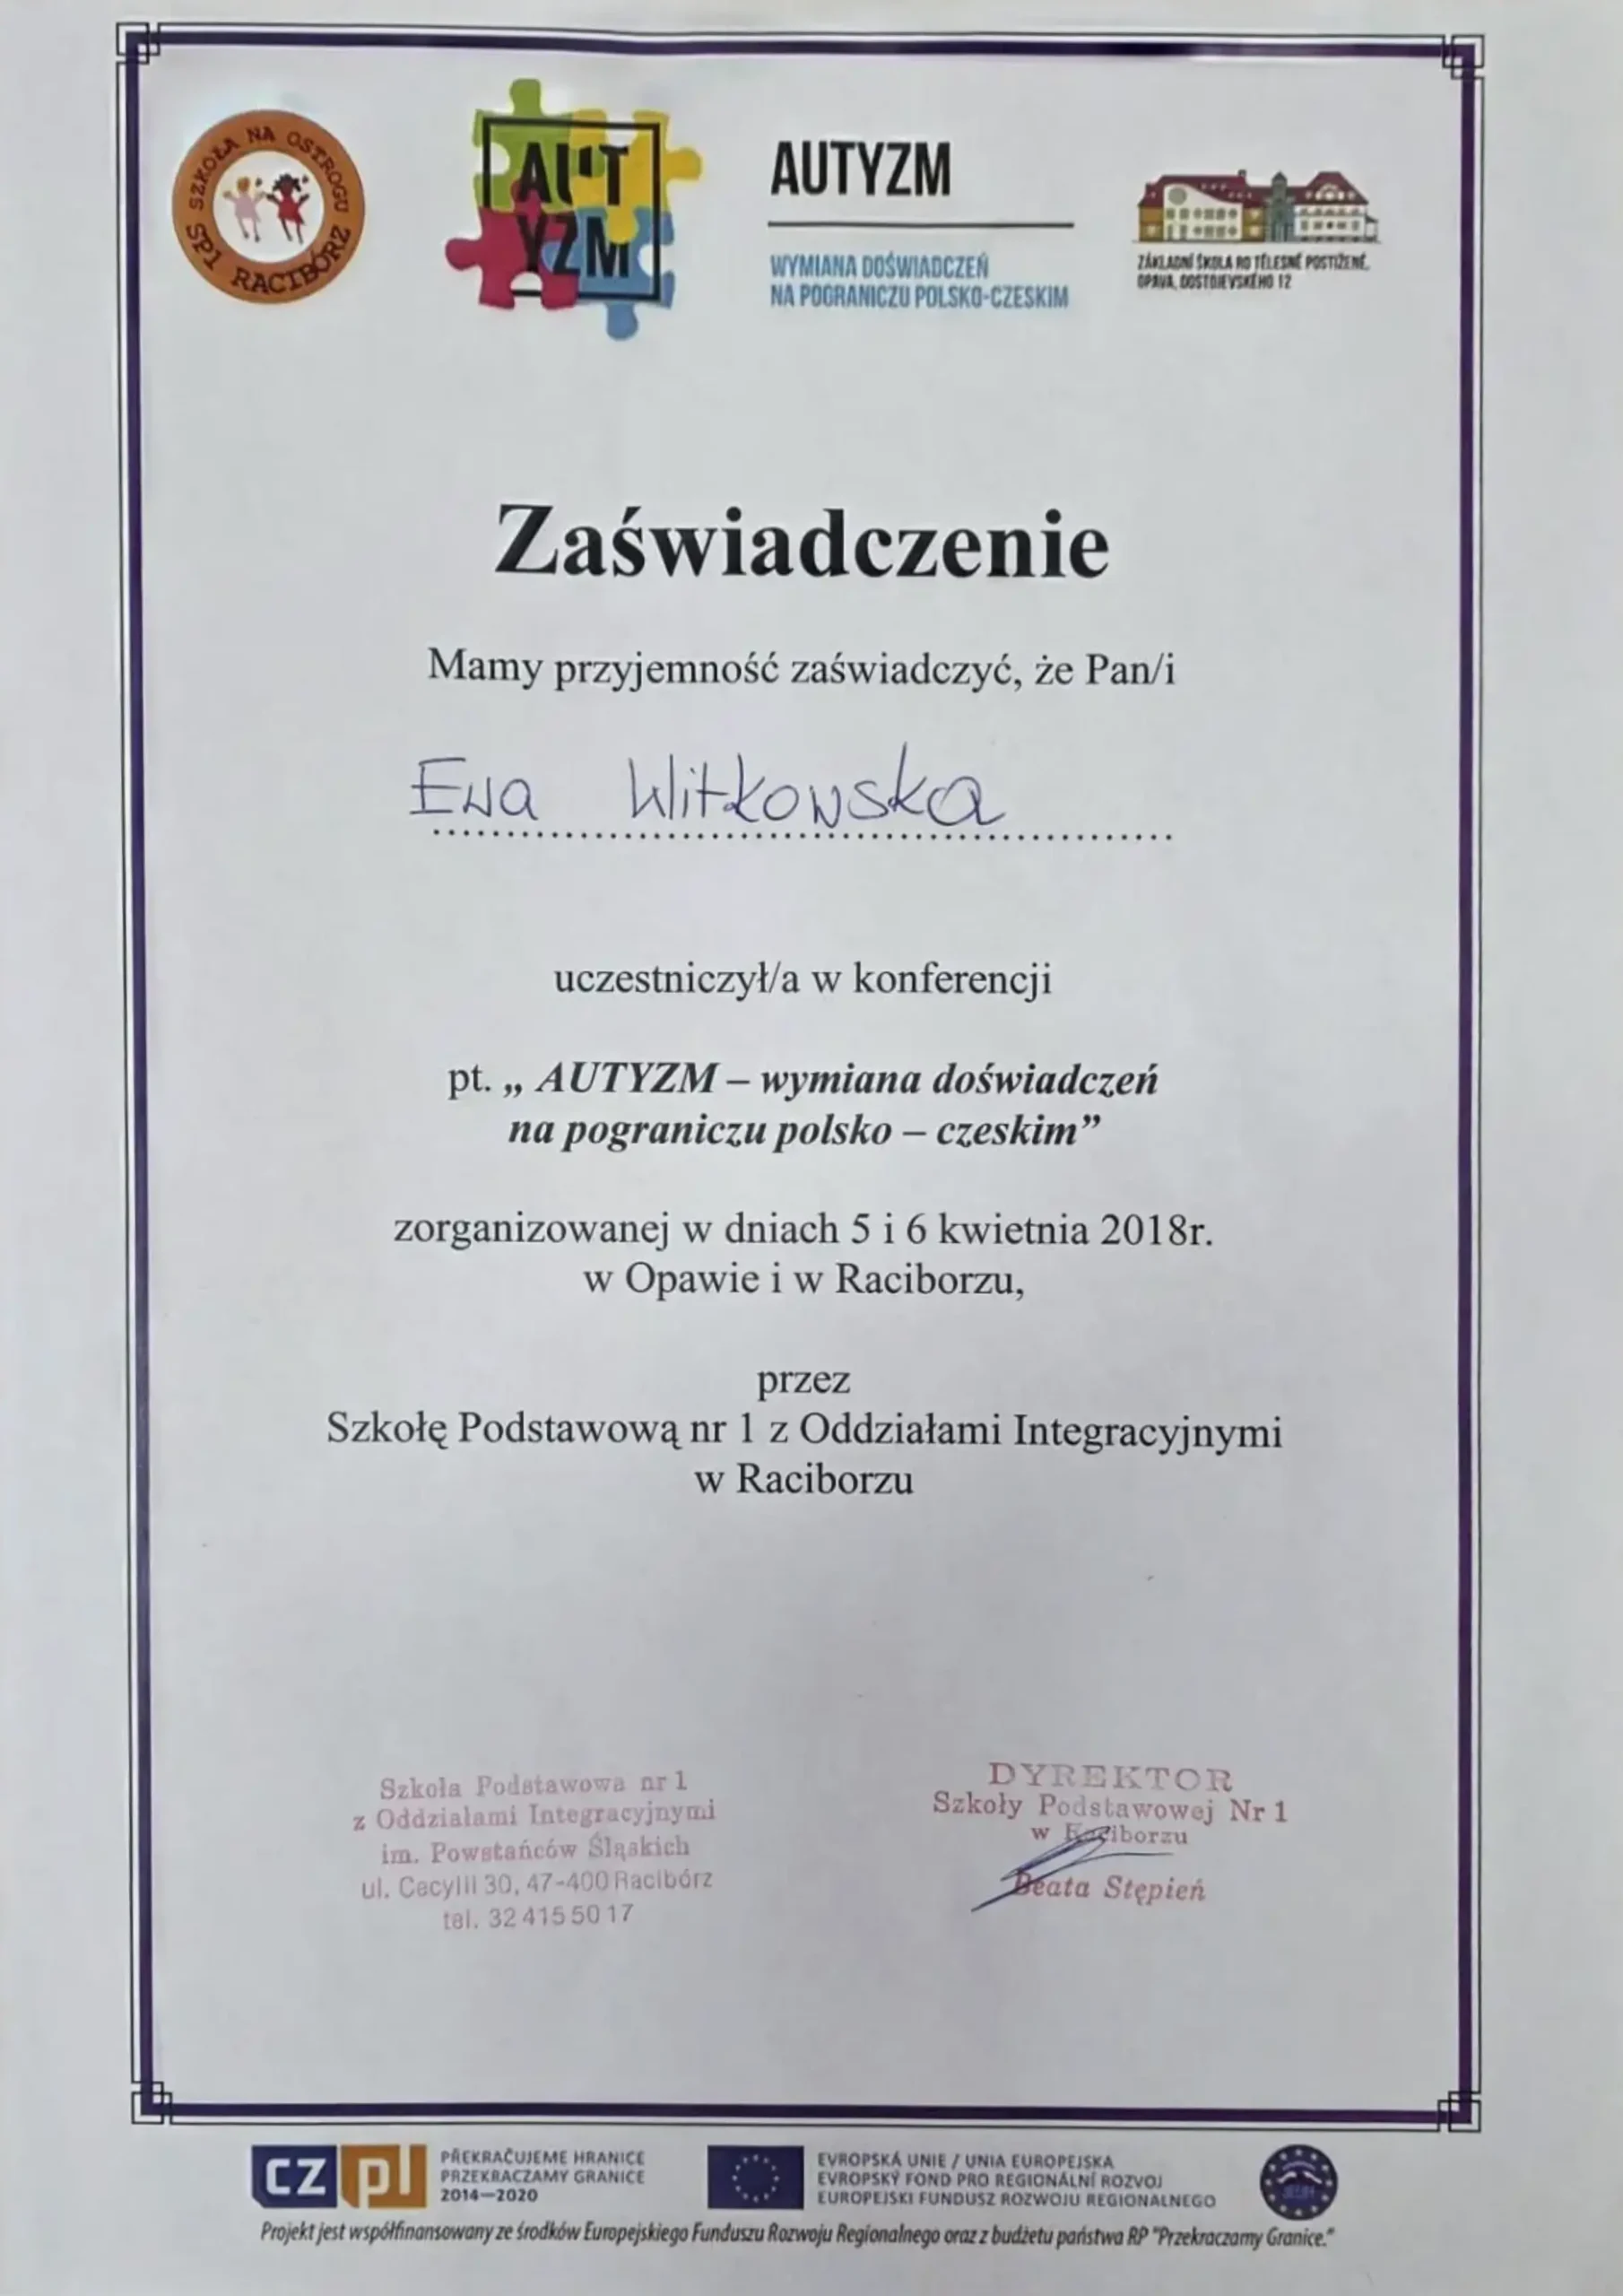 SZKOŁA NA OSTROGU
SP1 RACIBÓRZ
AUT
YZM
AUTYZM
WYMIANA DOŚWIADCZEŃ
NA POGRANICZU POLSKO-CZESKIM
ZÁKLADNÍ ŠKOLA RO TĚLESNĚ POSTIŽENÉ,
OPAVA, DOSTOJEVSKÉHO 12
Zaświadczenie
Mamy przyjemność zaświadczyć, że Pan/i
Ewa Witkowska
uczestniczył/a w konferencji
pt. „ AUTYZM – wymiana doświadczeń
na pograniczu polsko – czeskim”
zorganizowanej w dniach 5 i 6 kwietnia 2018r.
w Opawie i w Raciborzu,
przez
Szkołę Podstawową nr 1 z Oddziałami Integracyjnymi
w Raciborzu
Szkoła Podstawowa nr 1
z Oddziałami Integracyjnymi
im. Powstańców Śląskich
ul. Cecylii 30, 47-400 Racibórz
tel. 32 415 50 17
DYREKTOR
Szkoły Podstawowej Nr 1
w Raciborzu
Beata Stępień
CZ PL
PŘEKRAČUJEME HRANICE
PRZEKRACZAMY GRANICE
2014—2020
EVROPSKÁ UNIE / UNIA EUROPEJSKA
EVROPSKÝ FOND PRO REGIONÁLNÍ ROZVOJ
EUROPEJSKI FUNDUSZ ROZWOJU REGIONALNEGO
Projekt jest współfinansowany ze środków Europejskiego Funduszu Rozwoju Regionalnego oraz z budżetu państwa RP "Przekraczamy Granice."